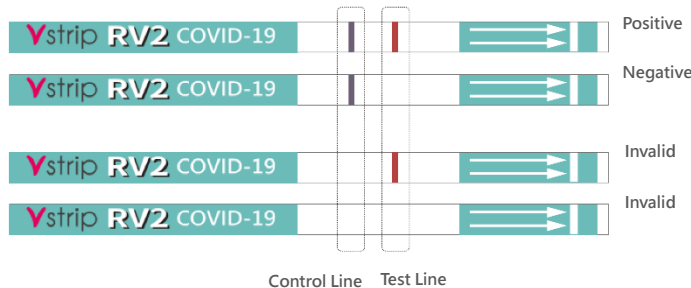 Vstrip RV2 COVID-19 Positive
Vstrip RV2 COVID-19 Negative
Vstrip RV2 COVID-19 Invalid
Vstrip RV2 COVID-19 Invalid
Control Line Test Line